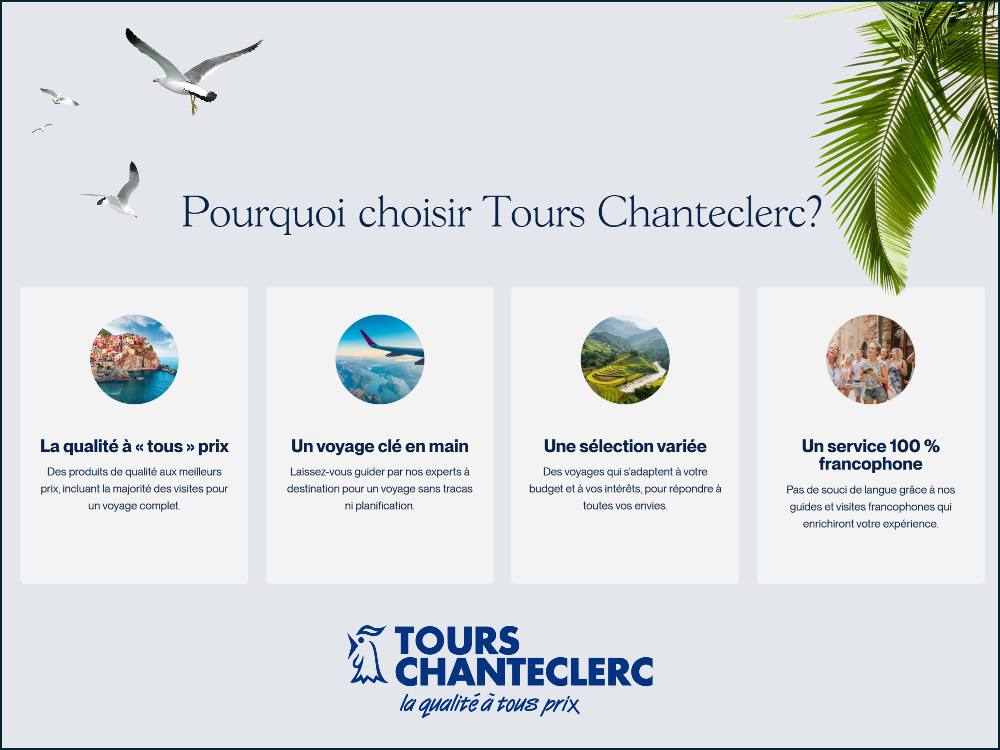 Pourquoi choisir Tours Chanteclerc?
La qualité à « tous » prix
Des produits de qualité aux meilleurs
prix, incluant la majorité des visites pour
un voyage complet.
Un voyage clé en main
Laissez-vous guider par nos experts à
destination pour un voyage sans tracas
ni planification.
Une sélection variée
Des voyages qui s'adaptent à votre
budget et à vos intérêts, pour répondre à
toutes vos envies.
Un service 100 %
francophone
Pas de souci de langue grâce à nos
guides et visites francophones qui
enrichiront votre expérience.
TOURS
CHANTECLERC
la qualité à tous prix